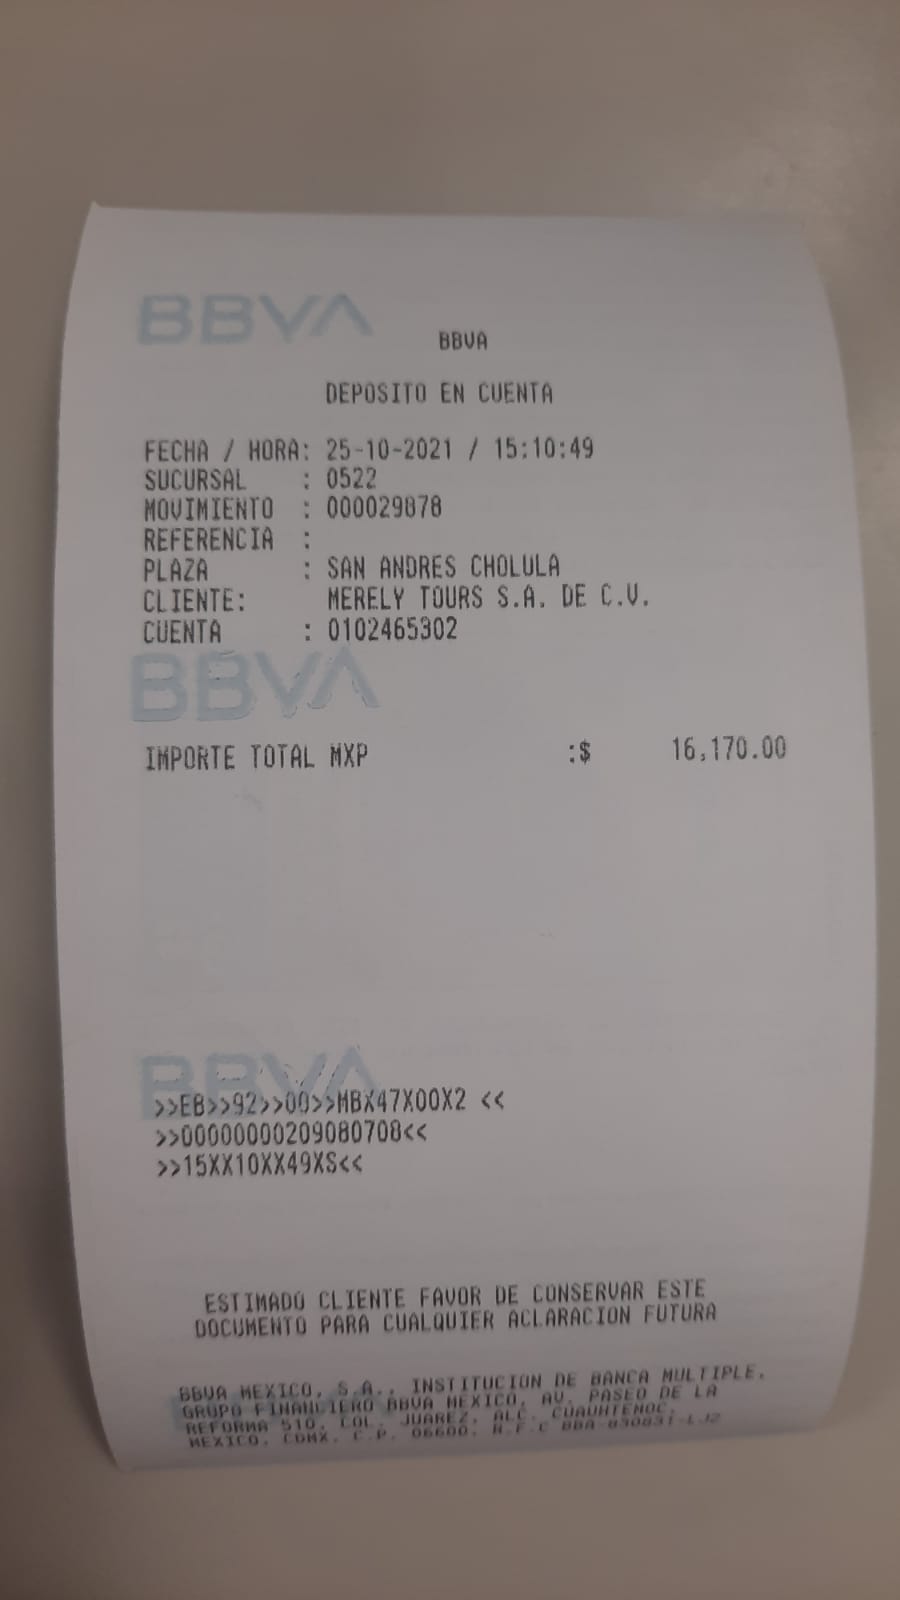 BBVA
BBVA
DEPOSITO EN CUENTA
FECHA / HORA: 25-10-2021 / 15:10:49
SUCURSAL : 0522
MOVIMIENTO : 000029878
REFERENCIA :
PLAZA : SAN ANDRES CHOLULA
CLIENTE: MERELY TOURS S.A. DE C.V.
CUENTA : 0102465302
BBVA
IMPORTE TOTAL MXP :$ 16,170.00
BBVA
>>EB>>92>>00>>MBX47X00X2 <<
>>00000000209080708<<
>>15XX10XX49XS<<
ESTIMADO CLIENTE FAVOR DE CONSERVAR ESTE
DOCUMENTO PARA CUALQUIER ACLARACION FUTURA
BBVA MEXICO, S.A., INSTITUCION DE BANCA MULTIPLE,
GRUPO FINANCIERO BBVA MEXICO, AV. PASEO DE LA
REFORMA 510, COL. JUAREZ, ALC. CUAUHTEMOC,
MEXICO, CDMX. C.P. 06600, R.F.C BBA-830831-LJ2